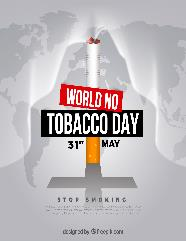 WORLD NO
TOBACCO DAY
31ST MAY
STOP SMOKING
designed by freepik.com